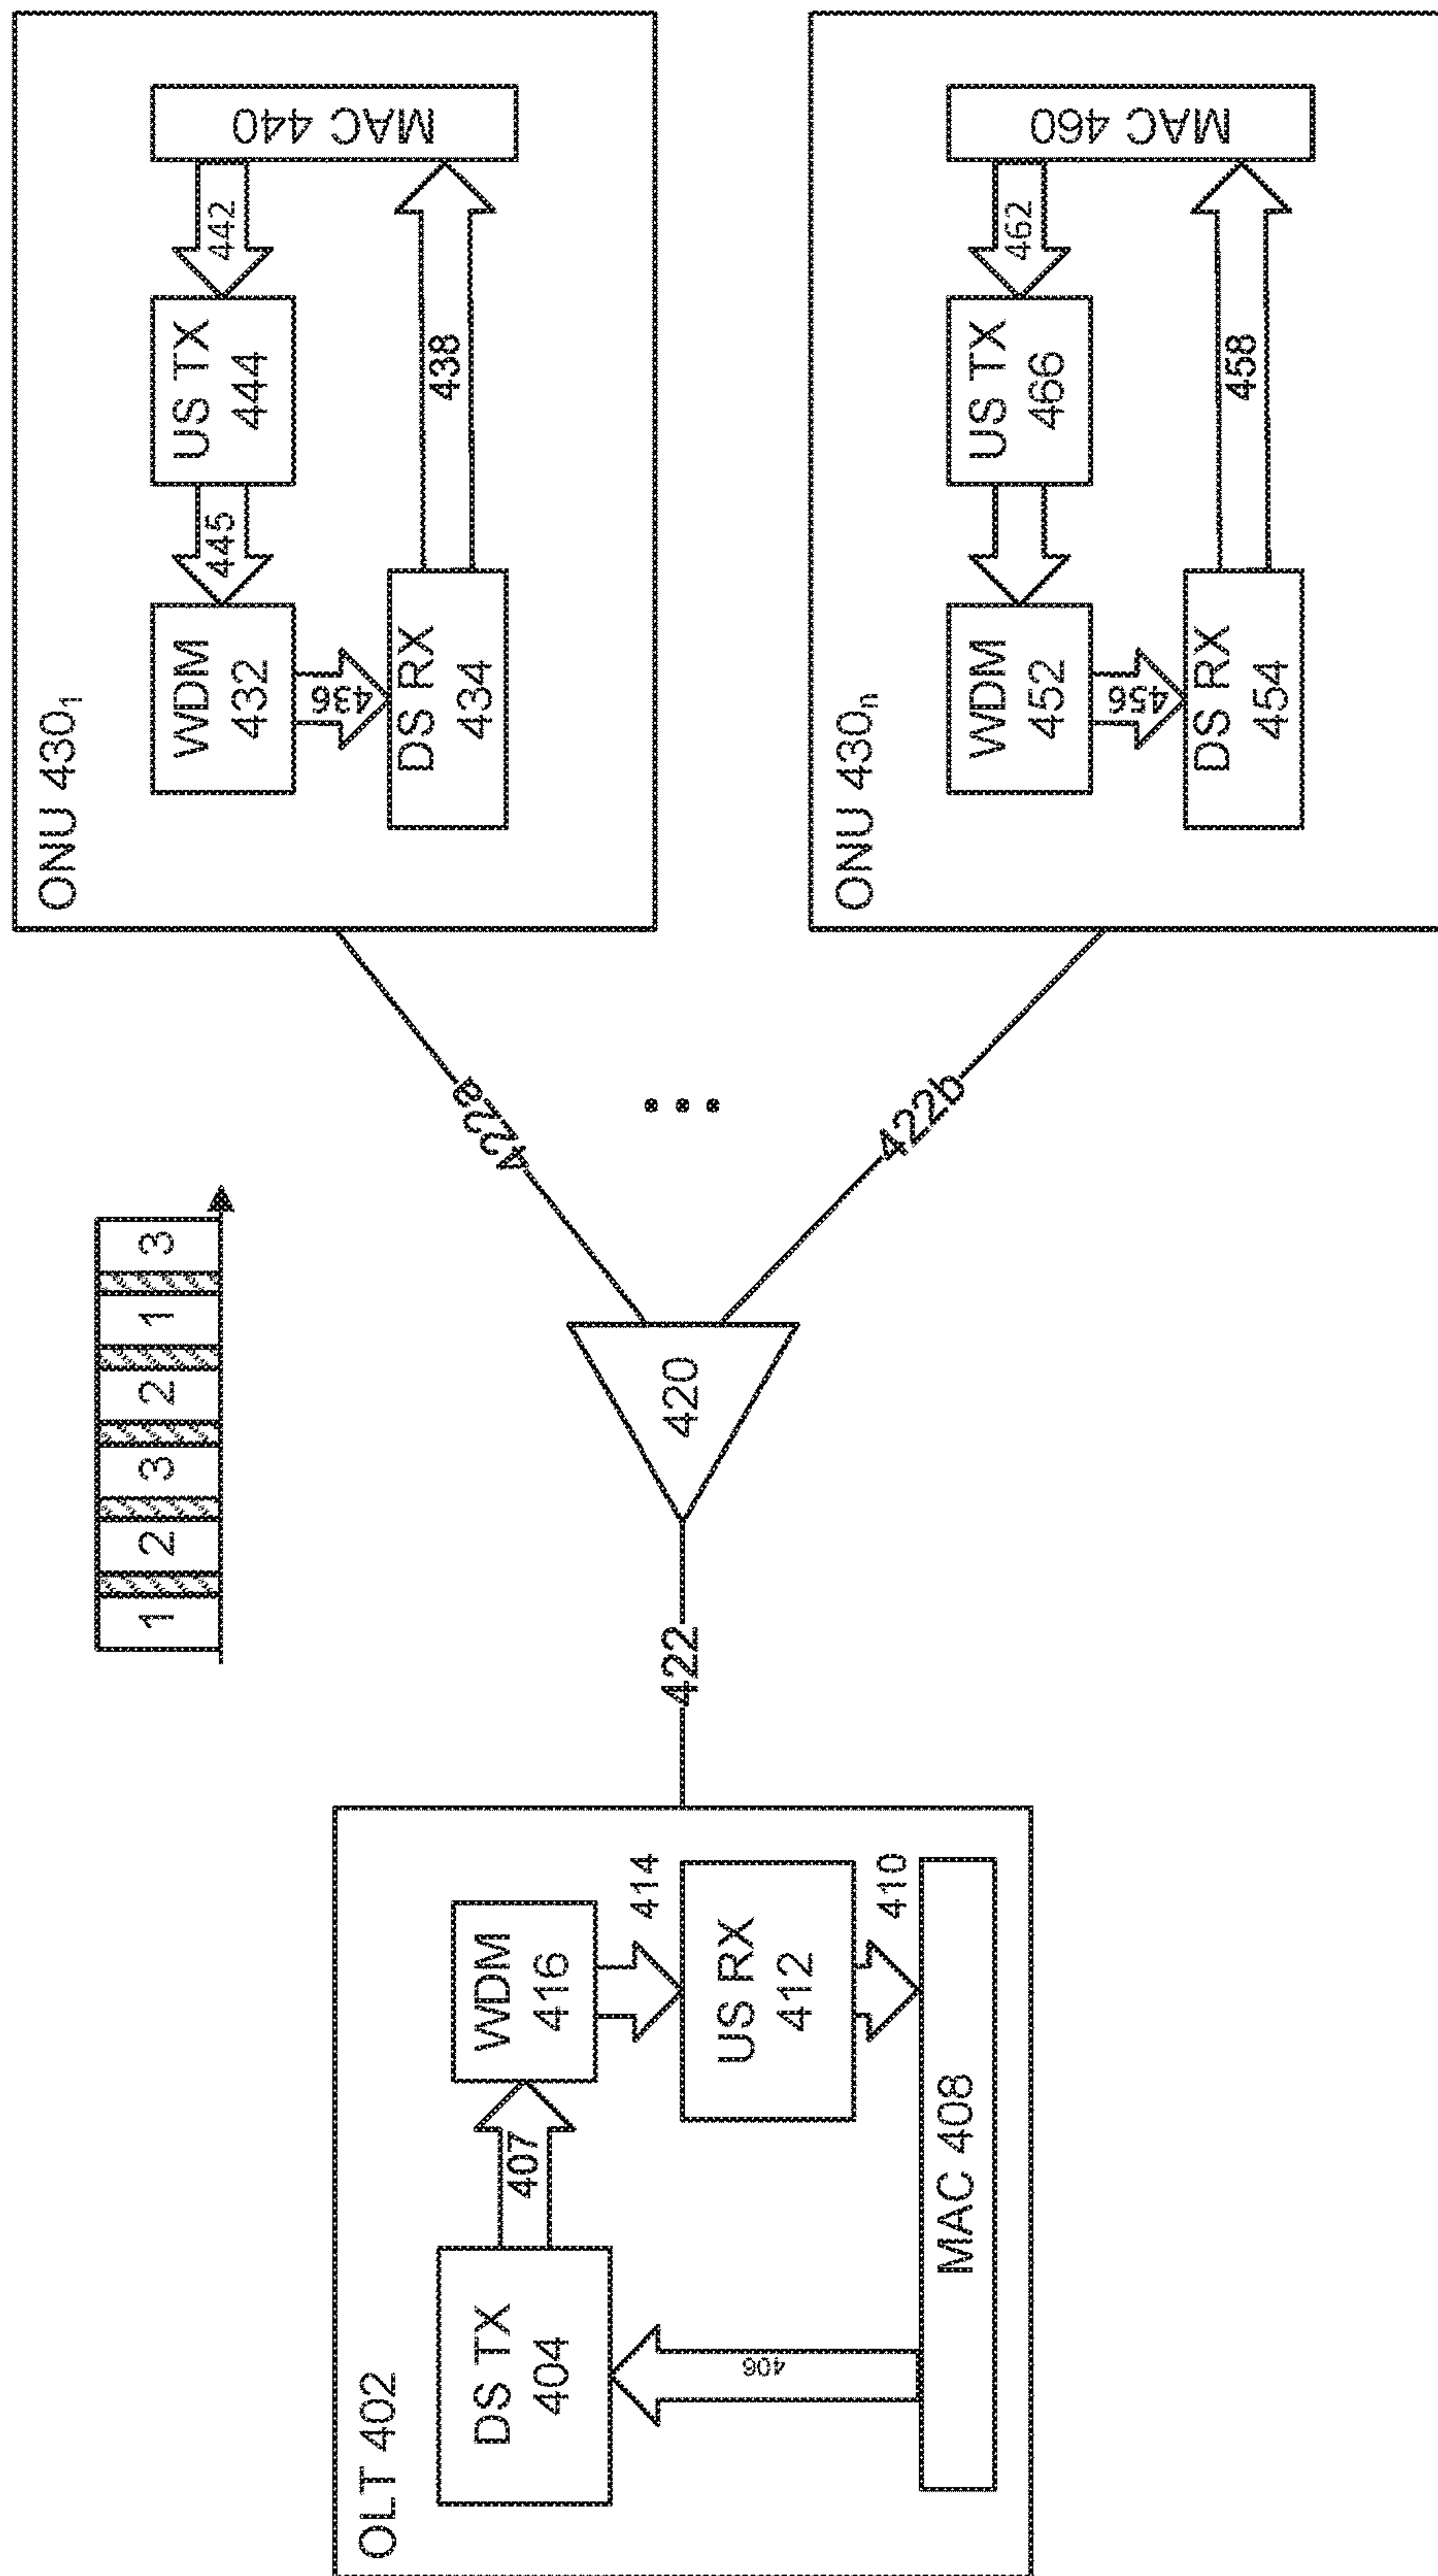 OLT 402
DS TX
404
406
407
WDM
416
414
US RX
412
410
MAC 408
422
1 2 3 2 1 3
420
422a
422b
ONU 430₁
WDM
432
445
US TX
444
442
MAC 440
436
DS RX
434
438
ONU 430ₙ
WDM
452
US TX
466
462
MAC 460
456
DS RX
454
458